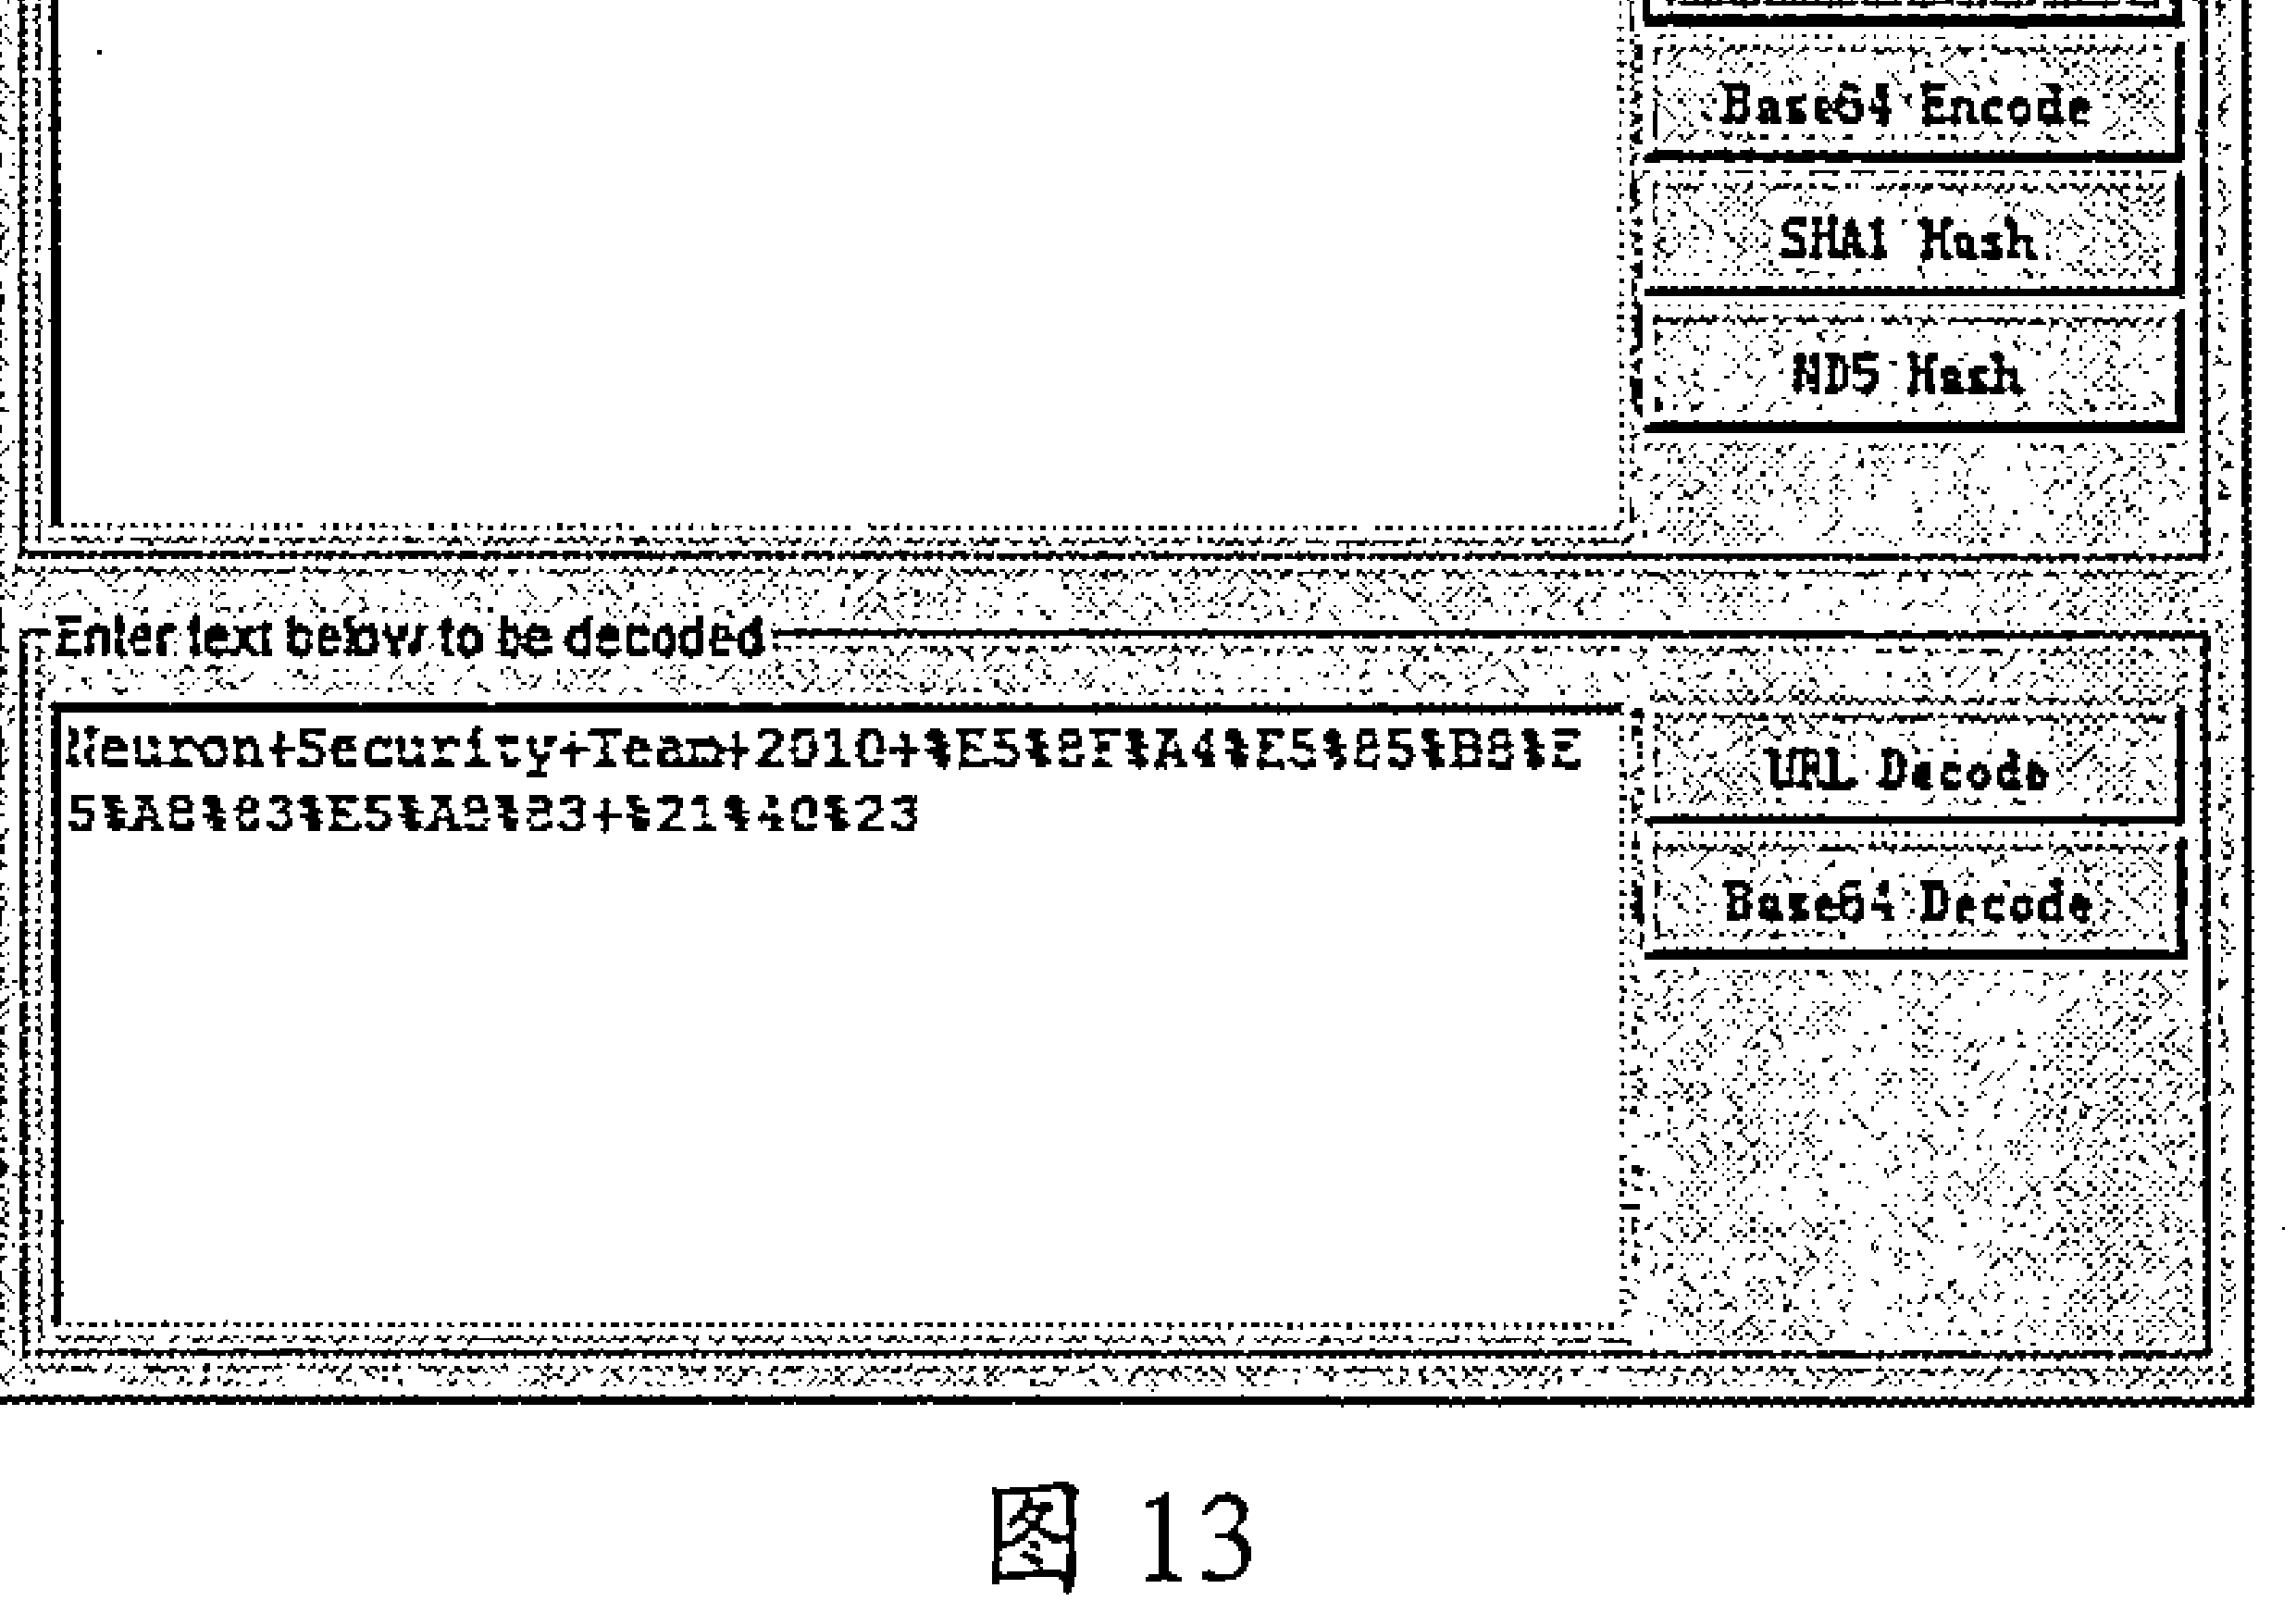 Base64 Encode
SHA1 Hash
MD5 Hash
Enter text below to be decoded
Neuron+Security+Team+2010+%E5%8F%A4%E5%85%B8%E
5%A8%83%E5%A8%83+%21%40%23
URL Decode
Base64 Decode
图 13